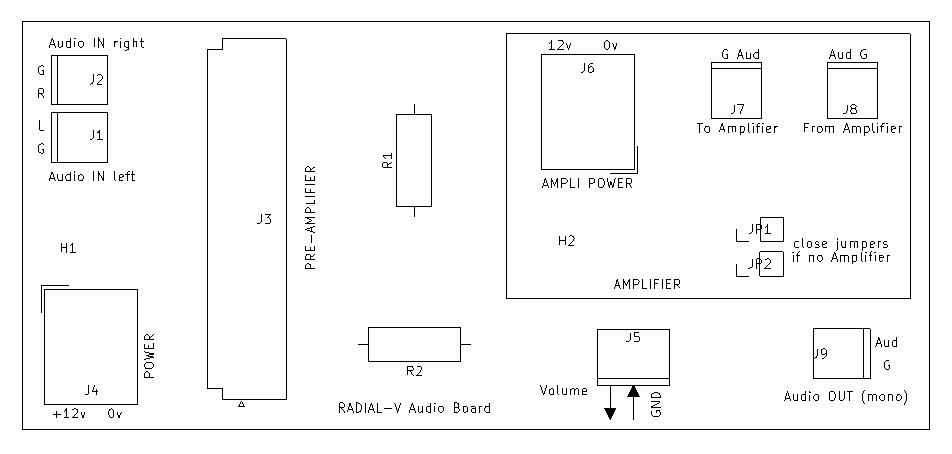 Audio IN right
G
R
J2
L
G
J1
Audio IN left
H1
J4
+12v 0v
POWER
J3
PRE-AMPLIFIER
R1
R2
RADIAL-V Audio Board
12v 0v
J6
AMPLI POWER
G Aud
J7
To Amplifier
Aud G
J8
From Amplifier
H2
JP1
JP2
close jumpers
if no Amplifier
AMPLIFIER
J5
Volume
GND
J9
Aud
G
Audio OUT (mono)